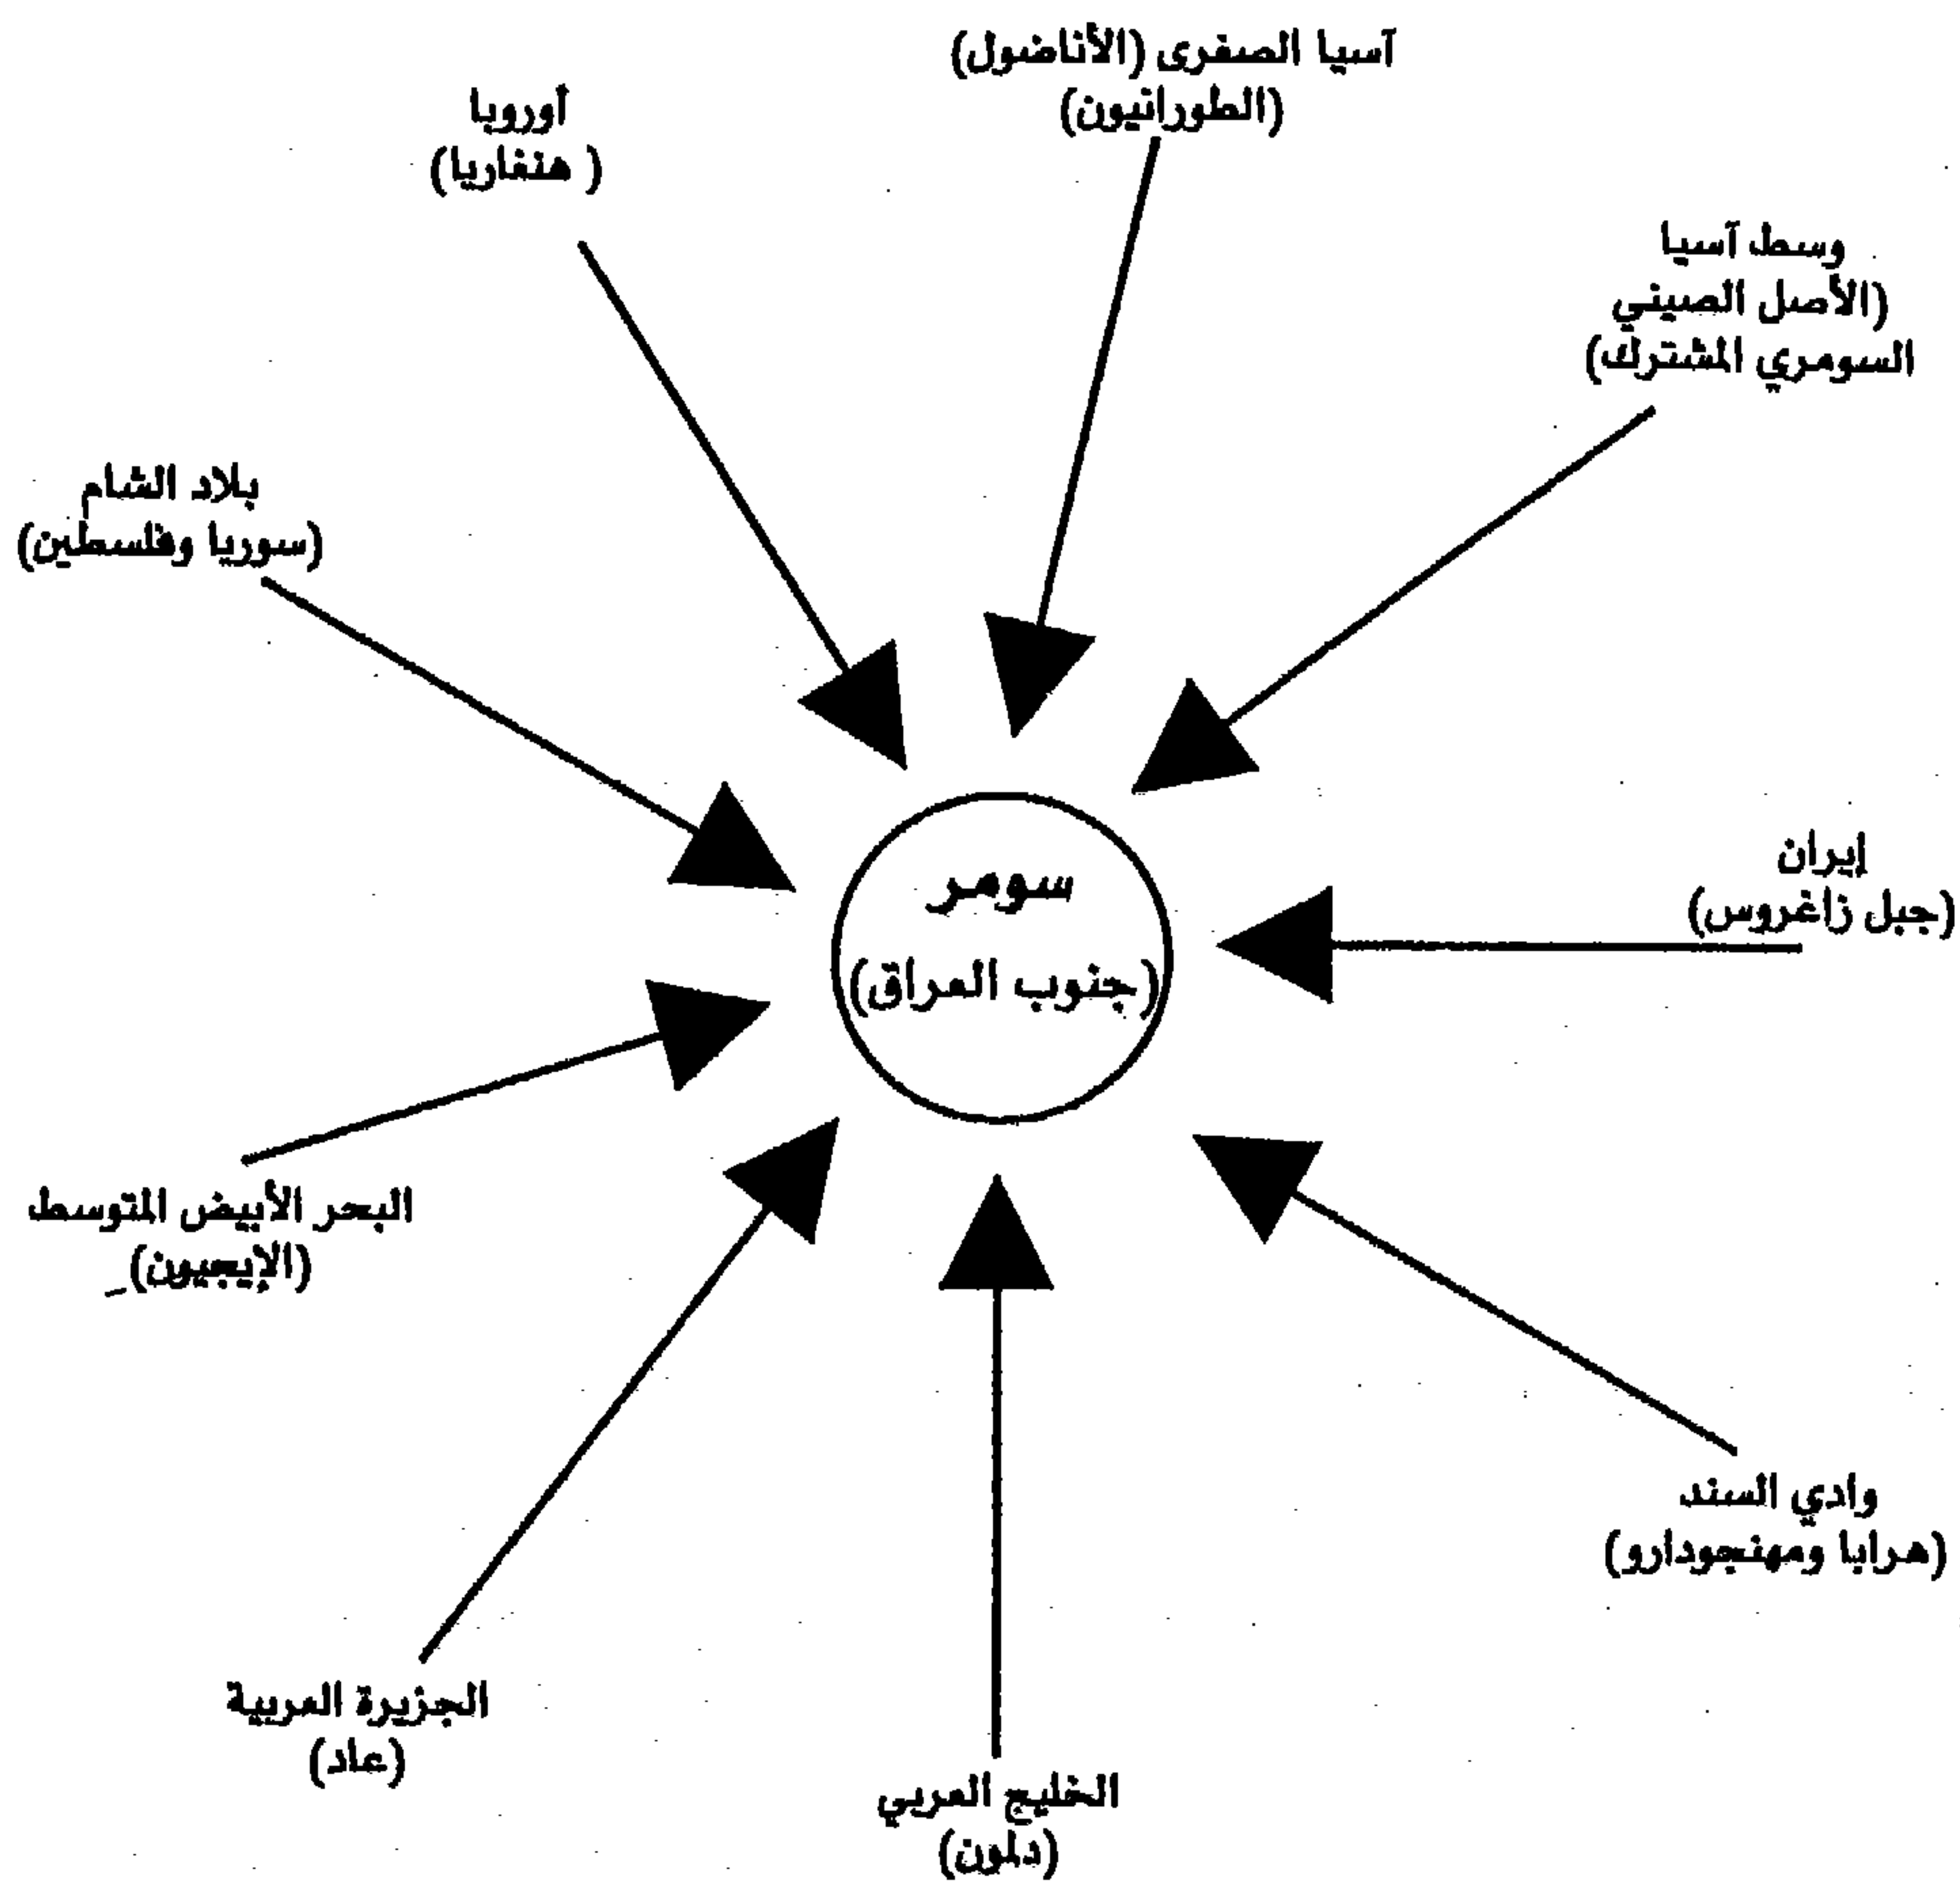 آسيا الصغرى (الأناضول)
(الطورانيون)
أوروبا
(هنغاريا)
وسط آسيا
(الأصل الصيني
السومري المشترك)
بلاد الشام
(سوريا وفلسطين)
إيران
(جبل زاغروس)
سومر
(جنوب العراق)
البحر الأبيض المتوسط
(الإيجيون)
وادي السند
(هرابا ومهنجودارو)
الجزيرة العربية
(عاد)
الخليج العربي
(دلمون)